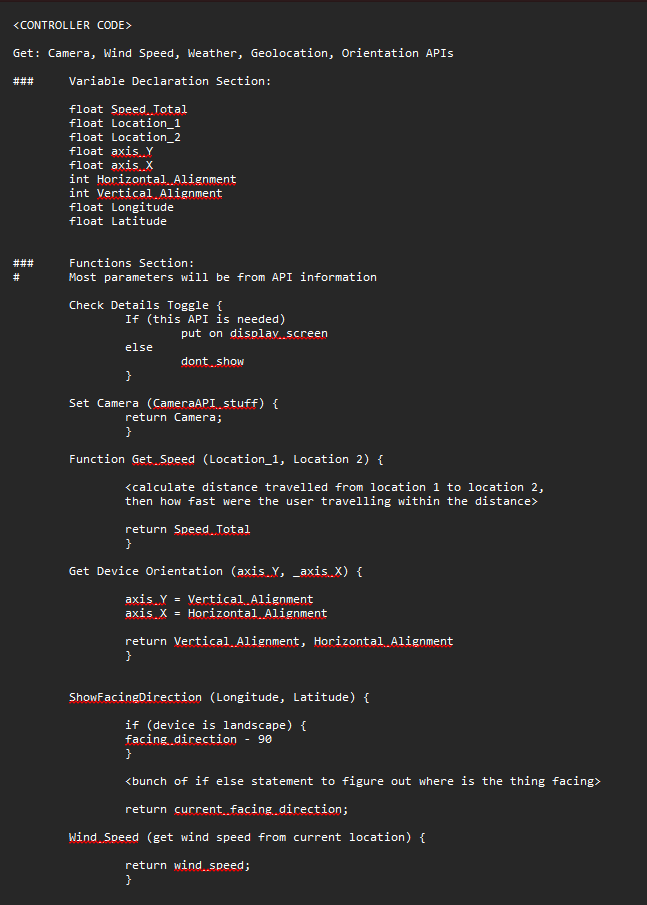 <CONTROLLER CODE>
Get: Camera, Wind Speed, Weather, Geolocation, Orientation APIs
### Variable Declaration Section:
float Speed_Total
float Location_1
float Location_2
float axis_Y
float axis_X
int Horizontal_Alignment
int Vertical_Alignment
float Longitude
float Latitude
### Functions Section:
# Most parameters will be from API information
Check Details Toggle {
If (this API is needed)
put on display_screen
else
dont_show
}
Set Camera (CameraAPI_stuff) {
return Camera;
}
Function Get_Speed (Location_1, Location 2) {
<calculate distance travelled from location 1 to location 2,
then how fast were the user travelling within the distance>
return Speed_Total
}
Get Device Orientation (axis_Y, _axis_X) {
axis_Y = Vertical_Alignment
axis_X = Horizontal_Alignment
return Vertical_Alignment, Horizontal_Alignment
}
ShowFacingDirection (Longitude, Latitude) {
if (device is landscape) {
facing_direction - 90
}
<bunch of if else statement to figure out where is the thing facing>
return current_facing_direction;
Wind_Speed (get wind speed from current location) {
return wind_speed;
}